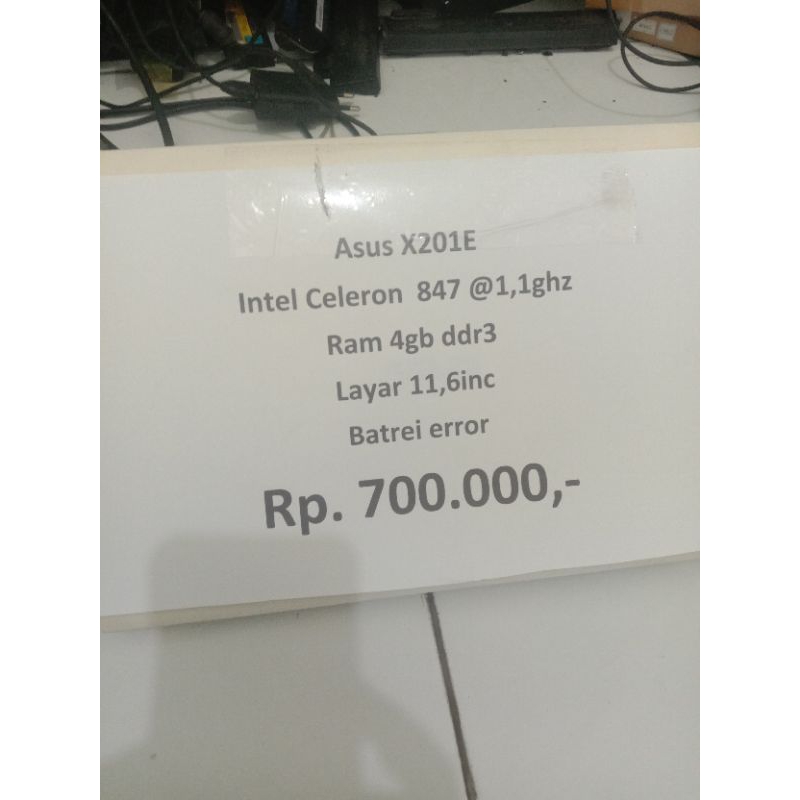 Asus X201E
Intel Celeron 847 @1,1ghz
Ram 4gb ddr3
Layar 11,6inc
Batrei error
Rp. 700.000,-